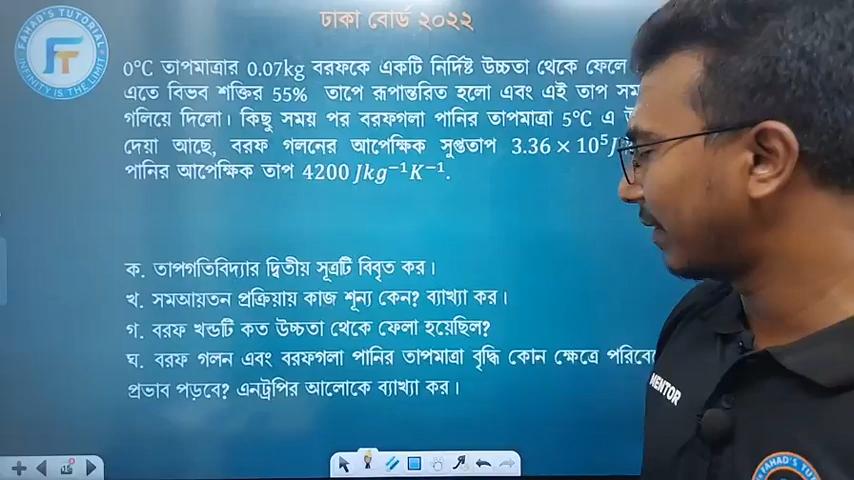 FAHAD'S TUTORIAL
INFINITY IS THE LIMIT
ঢাকা বোর্ড ২০২২
0°C তাপমাত্রার 0.07kg বরফকে একটি নির্দিষ্ট উচ্চতা থেকে ফেলে
এতে বিভব শক্তির 55% তাপে রূপান্তরিত হলো এবং এই তাপ
গলিয়ে দিলো। কিছু সময় পর বরফগলা পানির তাপমাত্রা 5°C এ
দেয়া আছে, বরফ গলনের আপেক্ষিক সুপ্ততাপ 3.36 × 10⁵J
পানির আপেক্ষিক তাপ 4200 Jkg⁻¹K⁻¹.
ক. তাপগতিবিদ্যার দ্বিতীয় সূত্রটি বিবৃত কর।
খ. সমআয়তন প্রক্রিয়ায় কাজ শূন্য কেন? ব্যাখ্যা কর।
গ. বরফ খন্ডটি কত উচ্চতা থেকে ফেলা হয়েছিল?
ঘ. বরফ গলন এবং বরফগলা পানির তাপমাত্রা বৃদ্ধি কোন ক্ষেত্রে
প্রভাব পড়বে? এনট্রপির আলোকে ব্যাখ্যা কর।
MENTOR
FAHAD'S TUTORIAL